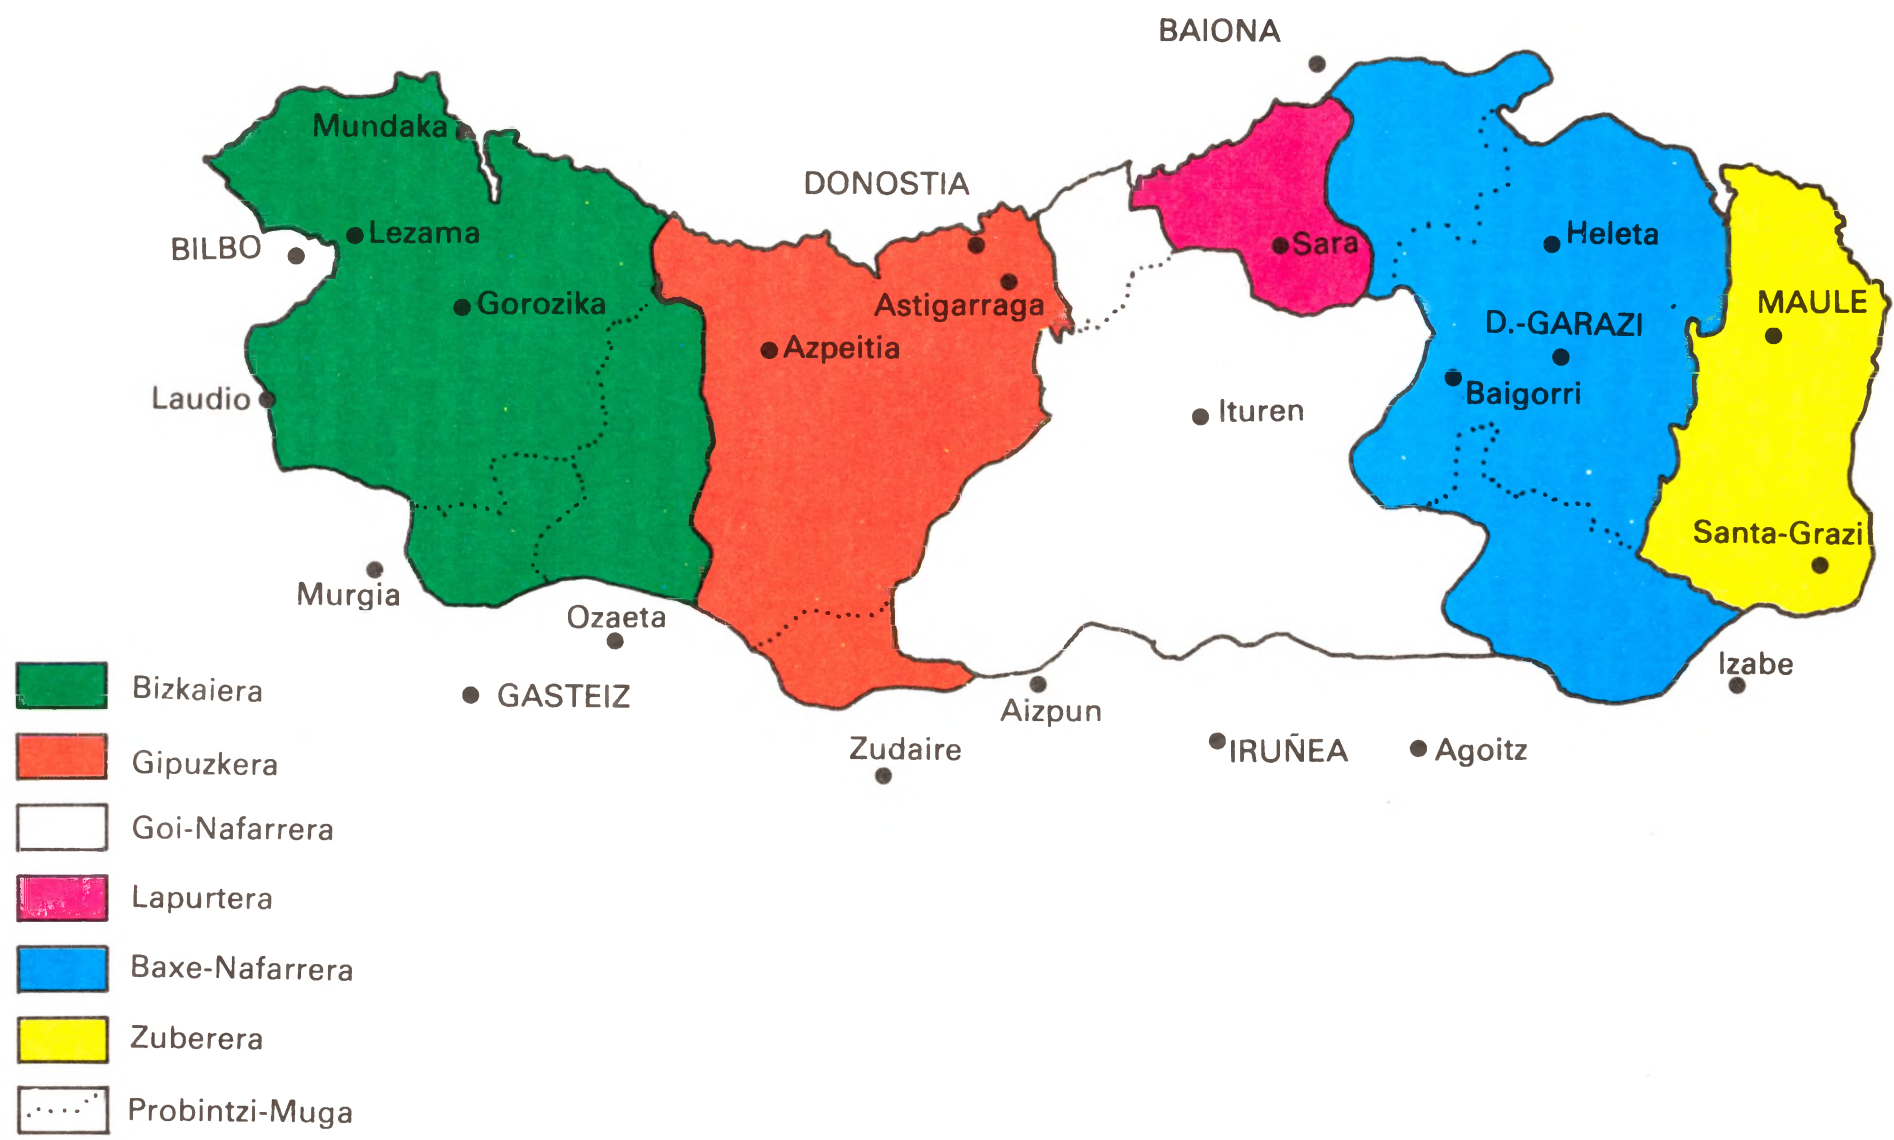 BAIONA
Mundaka
DONOSTIA
BILBO
Lezama
Sara
Heleta
Gorozika
Astigarraga
MAULE
D.-GARAZI
Azpeitia
Laudio
Baigorri
Ituren
Santa-Grazi
Murgia
Ozaeta
Izabe
GASTEIZ
Aizpun
Zudaire
IRUÑEA
Agoitz
Bizkaiera
Gipuzkera
Goi-Nafarrera
Lapurtera
Baxe-Nafarrera
Zuberera
Probintzi-Muga